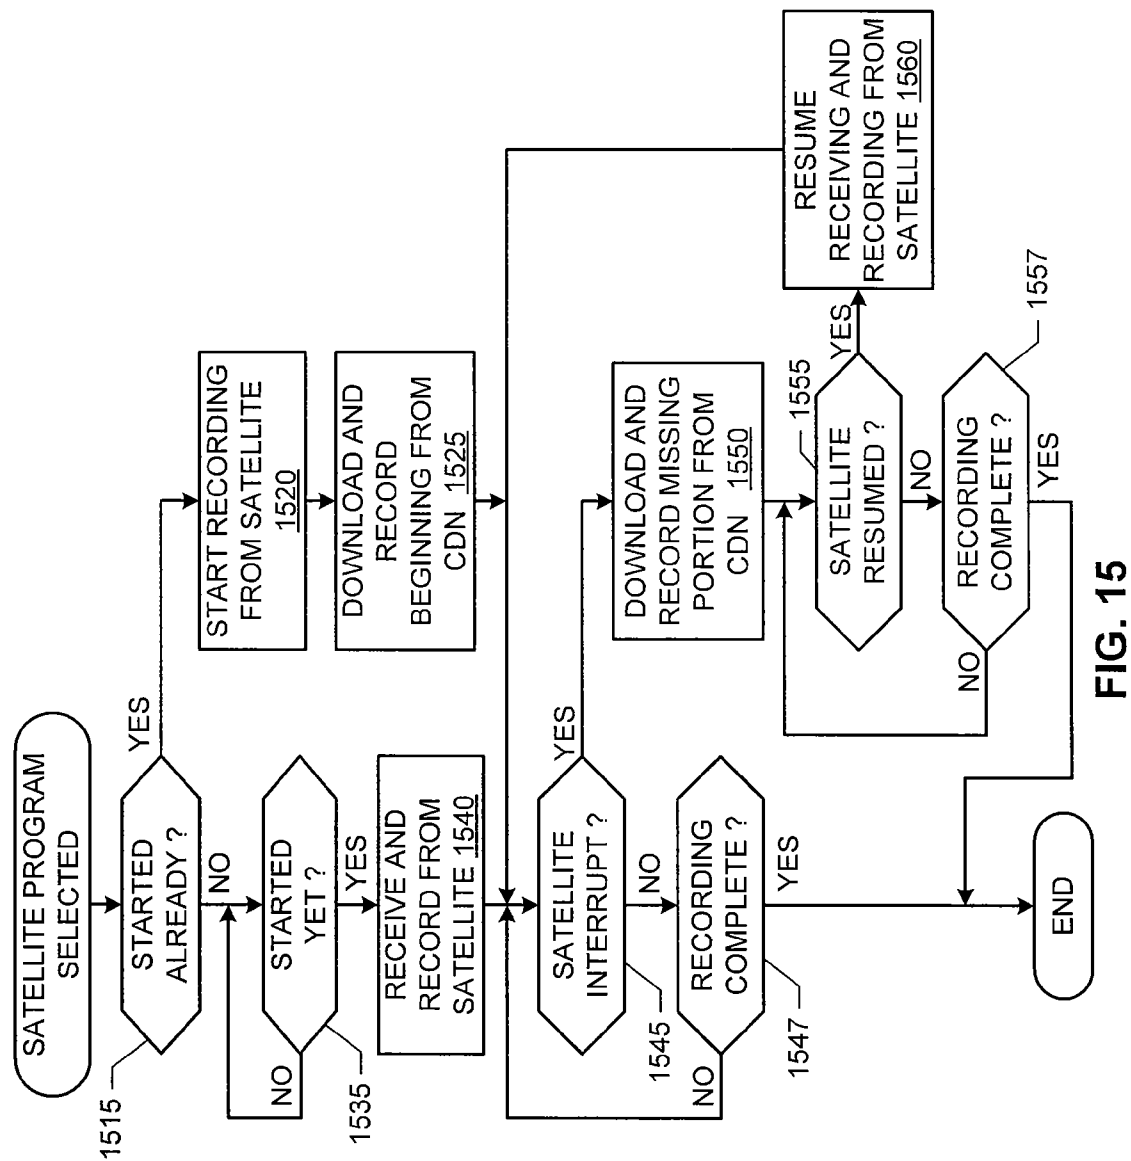 SATELLITE PROGRAM
SELECTED
STARTED
ALREADY ?
1515
YES
NO
START RECORDING
FROM SATELLITE
1520
STARTED
YET?
1535
NO
YES
DOWNLOAD AND
RECORD
BEGINNING FROM
CDN 1525
RECEIVE AND
RECORD FROM
SATELLITE 1540
SATELLITE
INTERRUPT ?
1545
YES
NO
DOWNLOAD AND
RECORD MISSING
PORTION FROM
CDN 1550
RECORDING
COMPLETE ?
1547
NO
YES
SATELLITE
RESUMED ?
1555
YES
NO
RESUME
RECEIVING AND
RECORDING FROM
SATELLITE 1560
RECORDING
COMPLETE ?
1557
NO
YES
END
FIG. 15